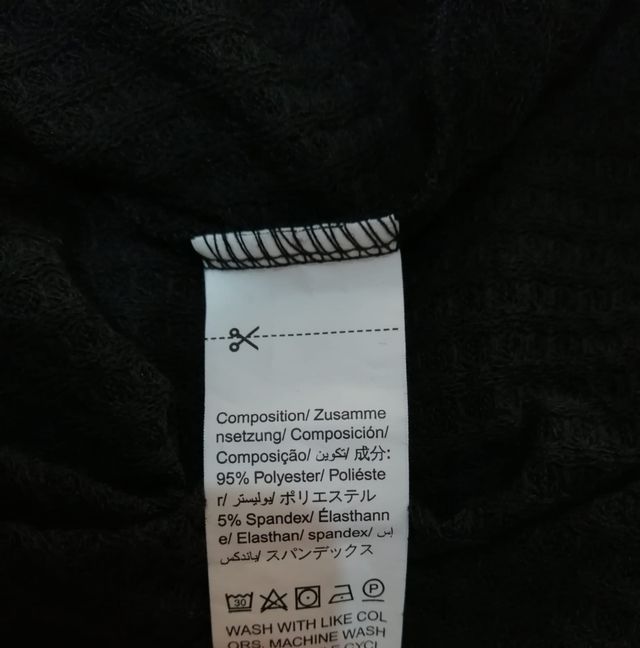 Composition/ Zusamme
nsetzung/ Composición/
Composição/ تكوين/ 成分:
95% Polyester/ Poliéste
r/ بوليستر/ ポリエステル
5% Spandex/ Élasthann
e/ Elasthan/ spandex/ إس
باندكس/ スパンデックス
30 P
WASH WITH LIKE COL
ORS, MACHINE WASH